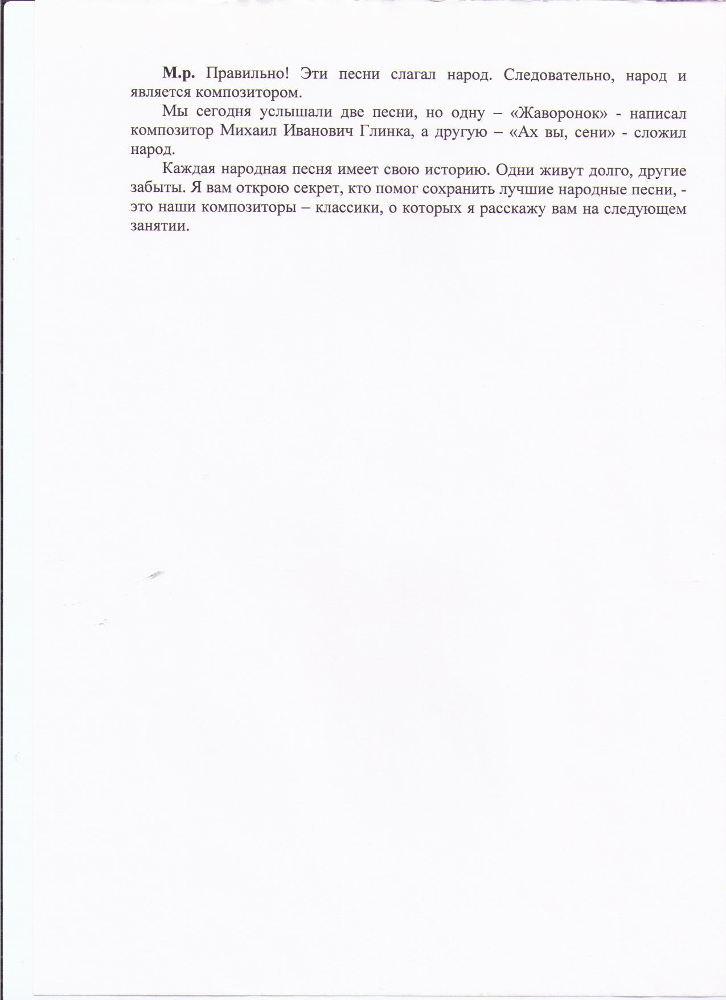 М.р. Правильно! Эти песни слагал народ. Следовательно, народ и
является композитором.
Мы сегодня услышали две песни, но одну – «Жаворонок» - написал
композитор Михаил Иванович Глинка, а другую – «Ах вы, сени» - сложил
народ.
Каждая народная песня имеет свою историю. Одни живут долго, другие
забыты. Я вам открою секрет, кто помог сохранить лучшие народные песни, -
это наши композиторы – классики, о которых я расскажу вам на следующем
занятии.